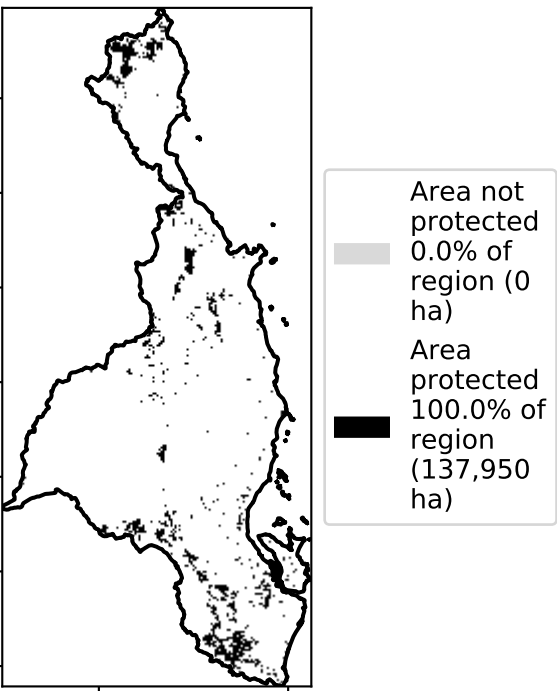 Area not
protected
0.0% of
region (0
ha)
Area
protected
100.0% of
region
(137,950
ha)